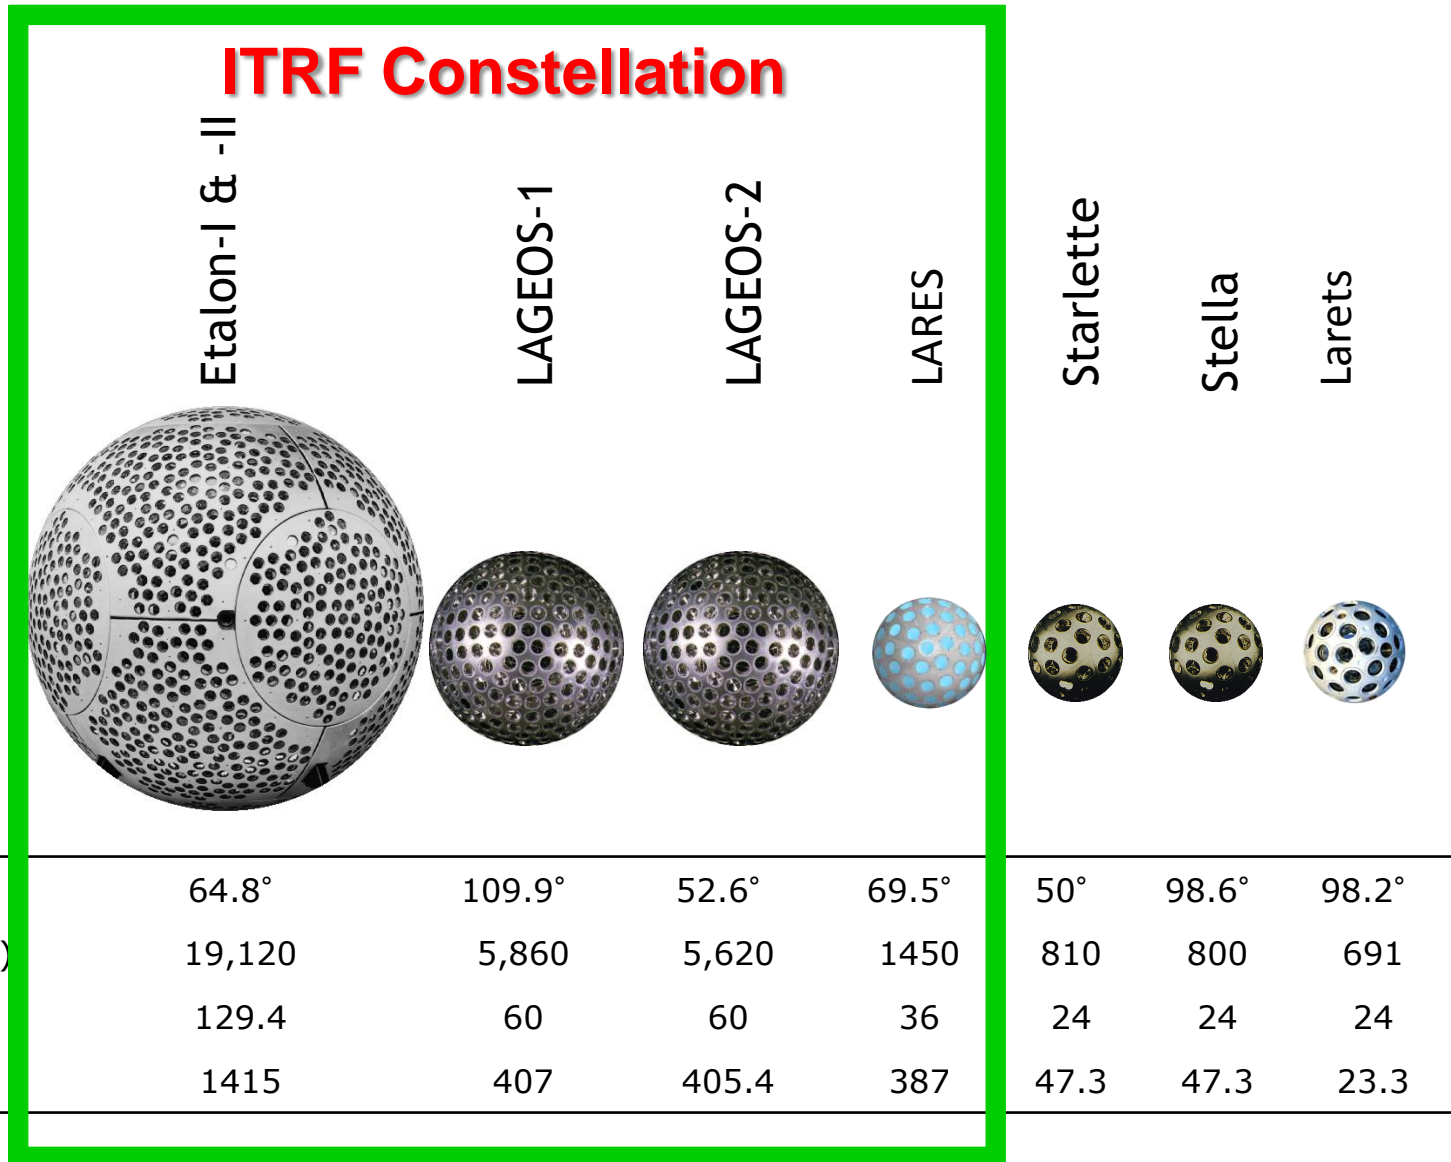 ITRF Constellation
Etalon-I & -II LAGEOS-1 LAGEOS-2 LARES Starlette Stella Larets
64.8° 109.9° 52.6° 69.5° 50° 98.6° 98.2°
) 19,120 5,860 5,620 1450 810 800 691
129.4 60 60 36 24 24 24
1415 407 405.4 387 47.3 47.3 23.3